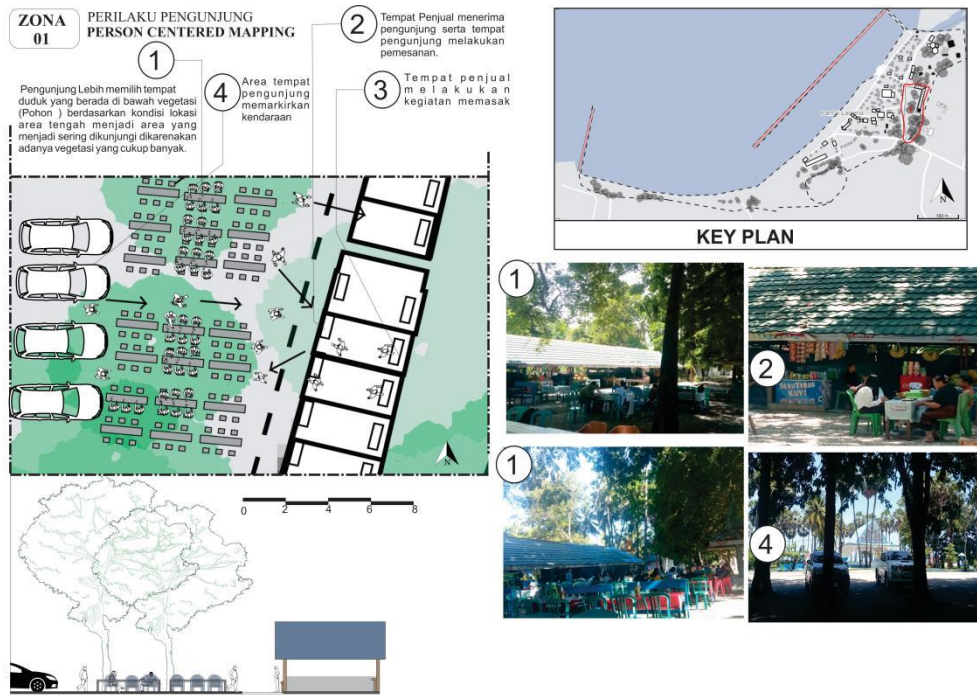 ZONA
01
PERILAKU PENGUNJUNG
PERSON CENTERED MAPPING
1
Pengunjung Lebih memilih tempat
duduk yang berada di bawah vegetasi
(Pohon ) berdasarkan kondisi lokasi
area tengah menjadi area yang
menjadi sering dikunjungi dikarenakan
adanya vegetasi yang cukup banyak.
4
Area tempat
pengunjung
memarkirkan
kendaraan
2
Tempat Penjual menerima
pengunjung serta tempat
pengunjung melakukan
pemesanan.
3
Tempat penjual
melakukan
kegiatan memasak
N
0 2 4 6 8
N
100 m
KEY PLAN
1
2
KUY!
1
4